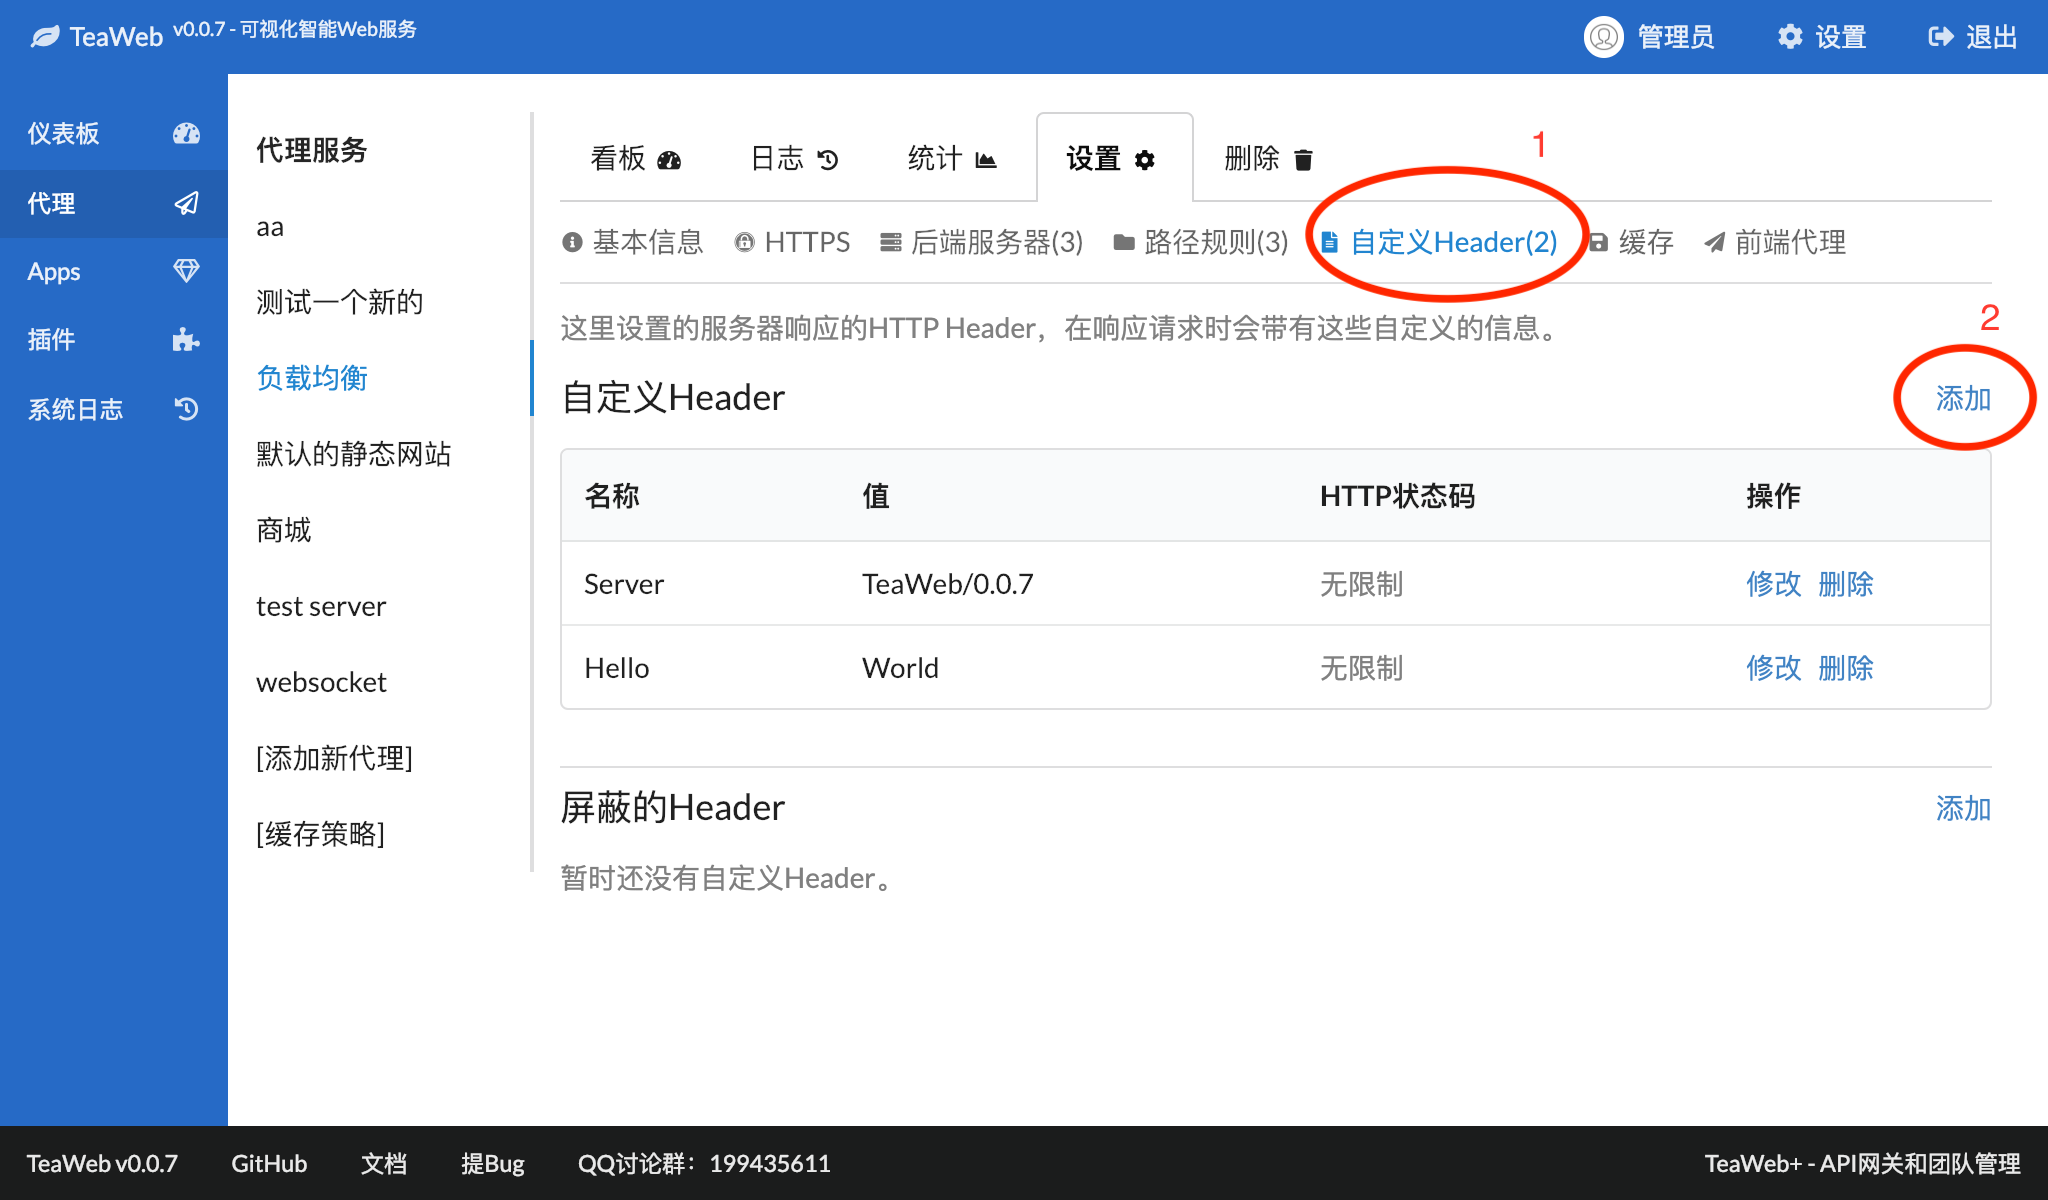 TeaWeb v0.0.7 - 可视化智能Web服务
管理员 设置 退出
仪表板
代理
Apps
插件
系统日志
代理服务
aa
测试一个新的
负载均衡
默认的静态网站
商城
test server
websocket
[添加新代理]
[缓存策略]
看板 日志 统计 设置 删除
1
基本信息 HTTPS 后端服务器(3) 路径规则(3) 自定义Header(2) 缓存 前端代理
这里设置的服务器响应的HTTP Header，在响应请求时会带有这些自定义的信息。
2
自定义Header 添加
名称 值 HTTP状态码 操作
Server TeaWeb/0.0.7 无限制 修改 删除
Hello World 无限制 修改 删除
屏蔽的Header 添加
暂时还没有自定义Header。
TeaWeb v0.0.7 GitHub 文档 提Bug QQ讨论群：199435611 TeaWeb+ - API网关和团队管理